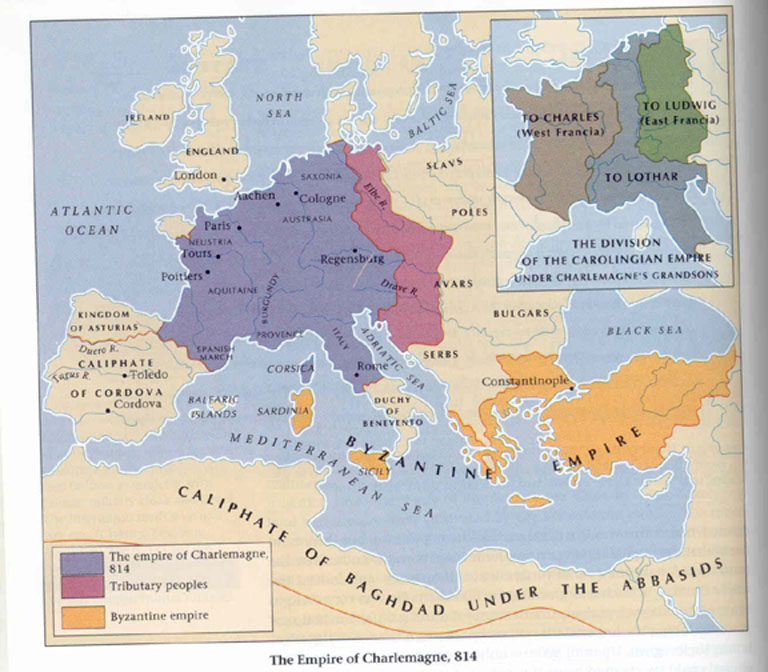 NORTH
SEA
BALTIC SEA
IRELAND
ENGLAND
London
SLAVS
SAXONIA
Aachen
Cologne
Elbe R.
ATLANTIC
OCEAN
AUSTRASIA
POLES
Paris
NEUSTRIA
Tours
Regensburg
Poitiers
Drave R.
AVARS
AQUITAINE
BURGUNDY
KINGDOM
OF ASTURIAS
BULGARS
BLACK SEA
PROVENCE
ITALY
ADRIATIC SEA
SPANISH
MARCH
Duero R.
SERBS
CALIPHATE
OF CORDOVA
Tagus R.
Toledo
Cordova
CORSICA
Rome
Constantinople
BALEARIC
ISLANDS
SARDINIA
DUCHY
OF
BENEVENTO
MEDITERRANEAN SEA
BYZANTINE EMPIRE
SICILY
CALIPHATE OF BAGHDAD UNDER THE ABBASIDS
TO CHARLES
(West Francia)
TO LUDWIG
(East Francia)
TO LOTHAR
THE DIVISION
OF THE CAROLINGIAN EMPIRE
UNDER CHARLEMAGNE'S GRANDSONS
The empire of Charlemagne,
814
Tributary peoples
Byzantine empire
The Empire of Charlemagne, 814